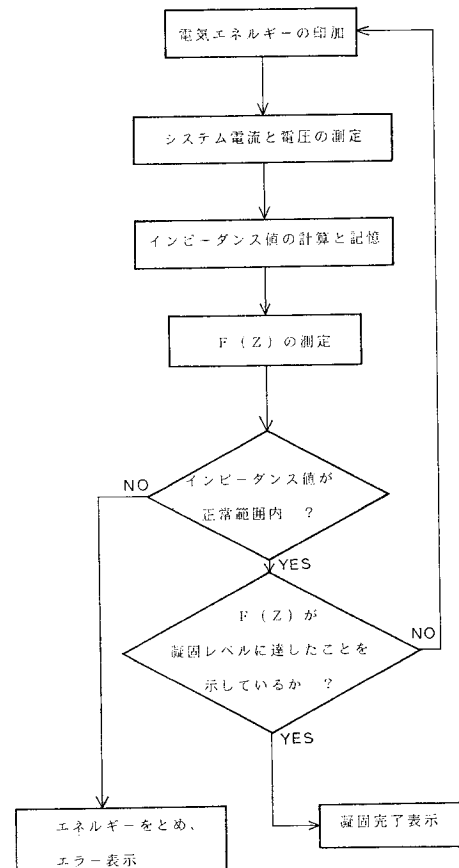 電気エネルギーの印加
システム電流と電圧の測定
インピーダンス値の計算と記憶
F(Z)の測定
インピーダンス値が
正常範囲内 ?
NO
YES
F(Z)が
凝固レベルに達したことを
示しているか ?
NO
YES
エネルギーをとめ、
エラー表示
凝固完了表示